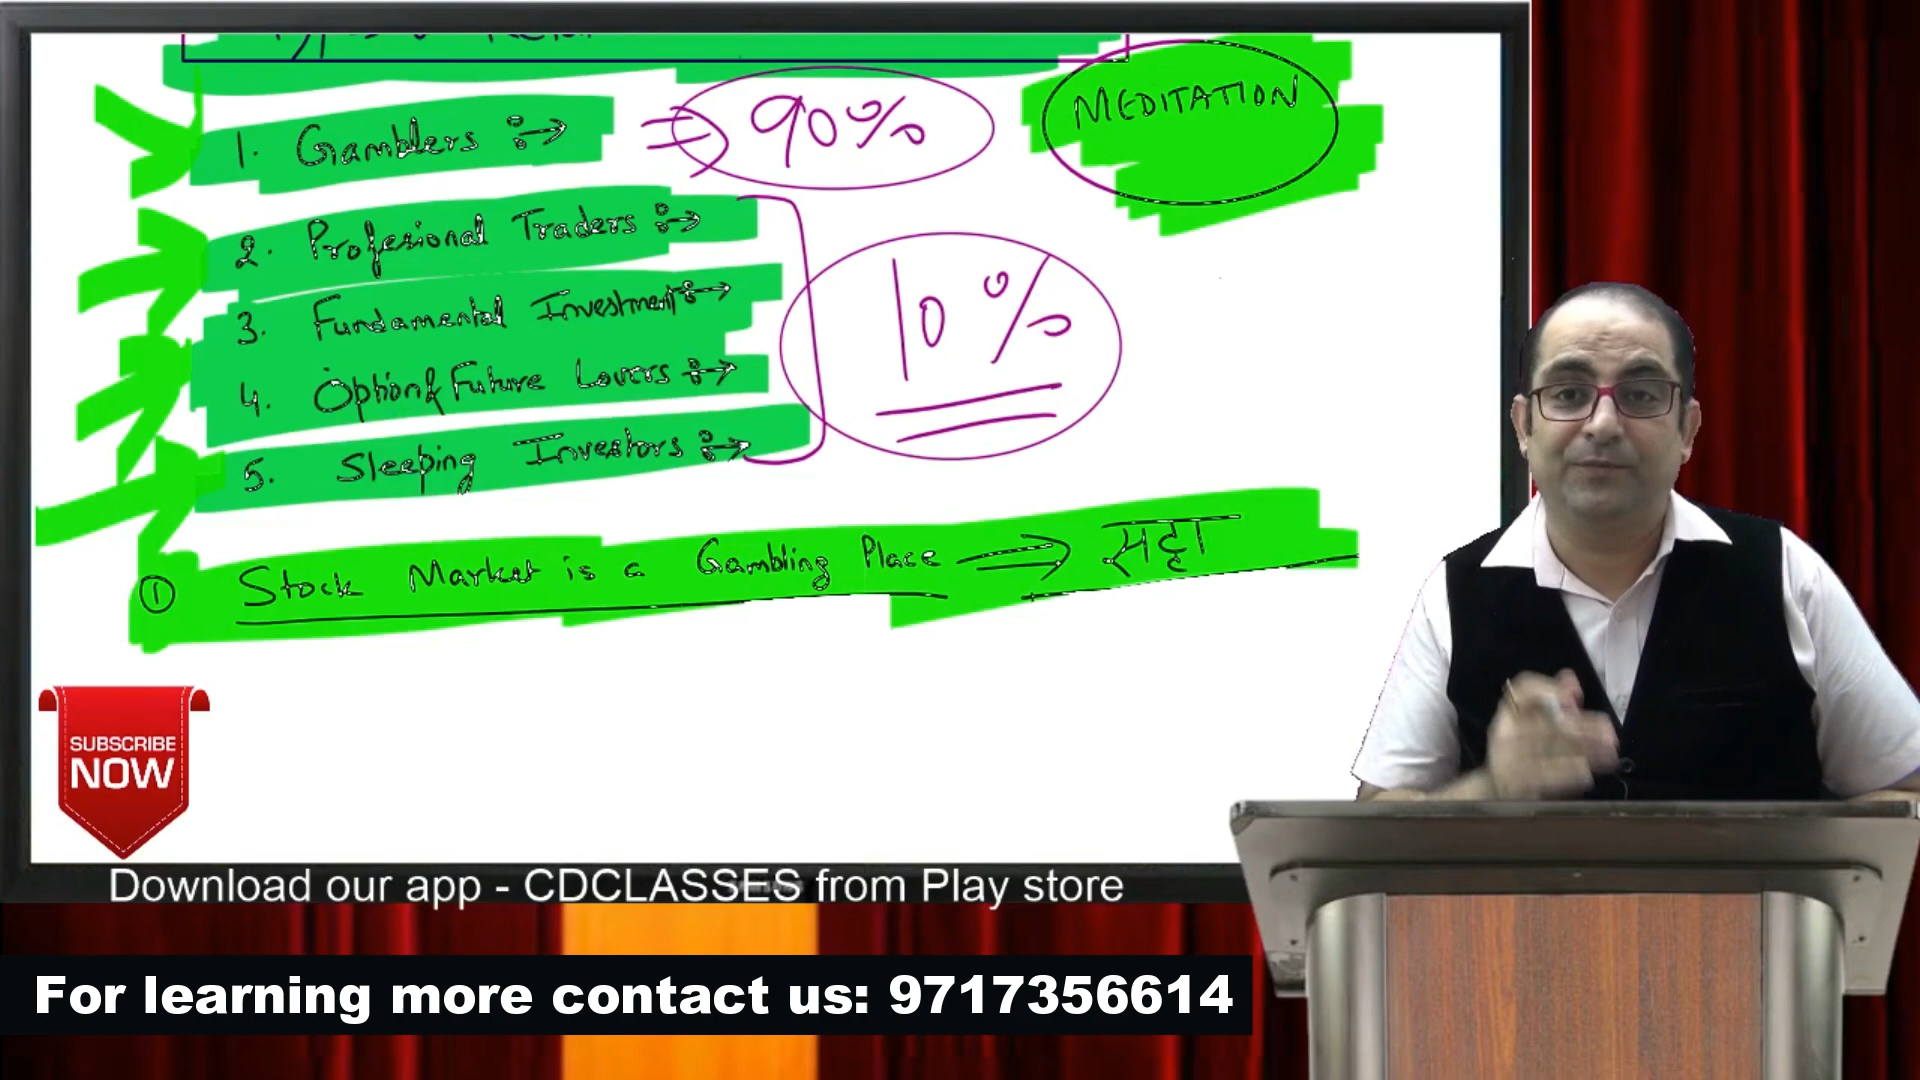 1. Gamblers :→ ⇒ 90%
MEDITATION
2. Profesional Traders :→
3. Fundamental Investment :→
4. Option & Future Lovers :→
5. Sleeping Investors :→
10%
① Stock Market is a Gambling Place ⇒ सट्टा
SUBSCRIBE
NOW
Download our app - CDCLASSES from Play store
For learning more contact us: 9717356614